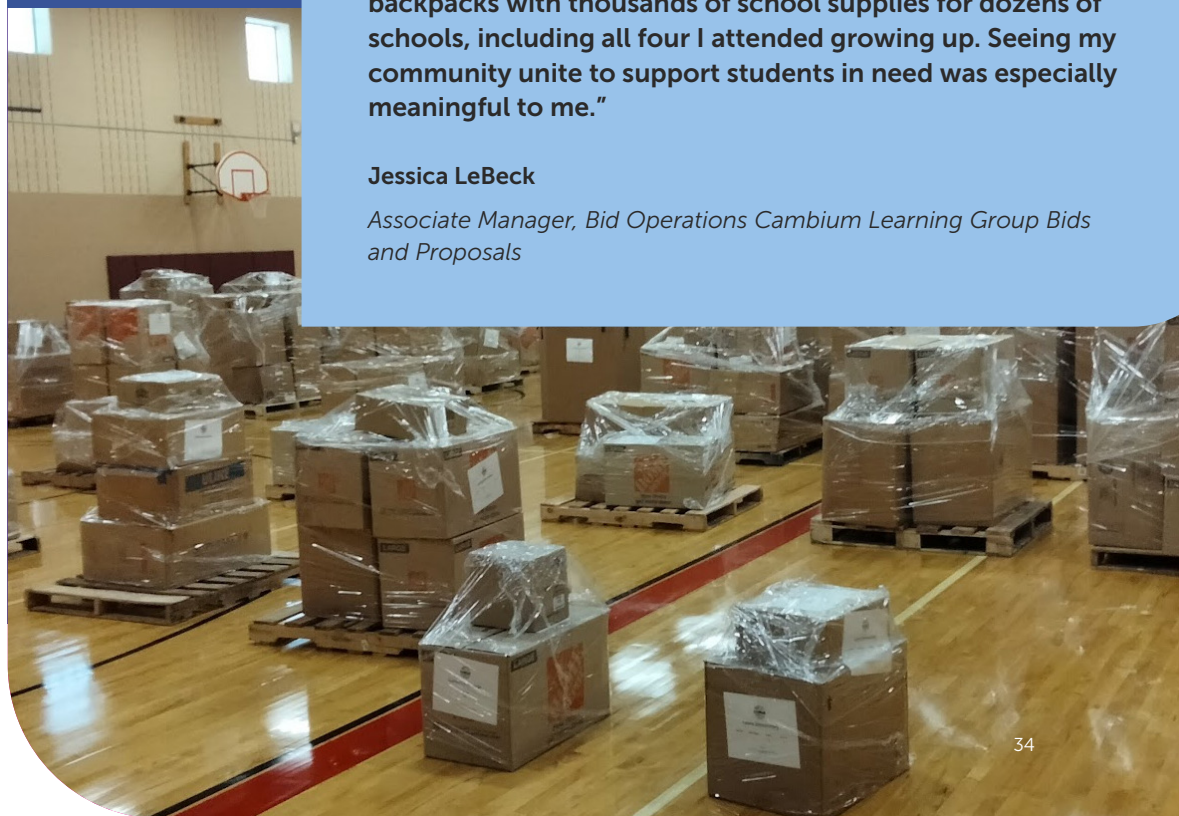 backpacks with thousands of school supplies for dozens of
schools, including all four I attended growing up. Seeing my
community unite to support students in need was especially
meaningful to me.”
Jessica LeBeck
Associate Manager, Bid Operations Cambium Learning Group Bids
and Proposals
LARGE
LARGE
34